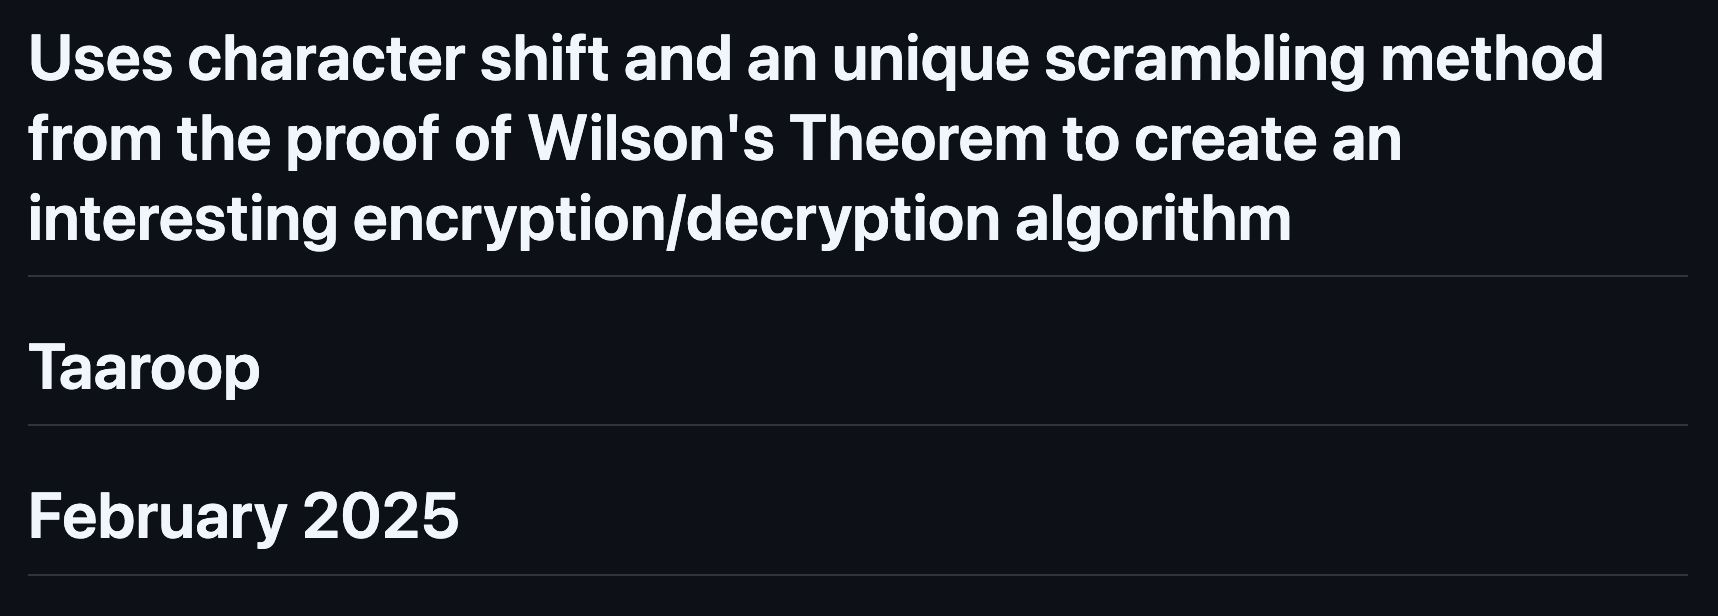 Uses character shift and an unique scrambling method
from the proof of Wilson's Theorem to create an
interesting encryption/decryption algorithm
Taaroop
February 2025